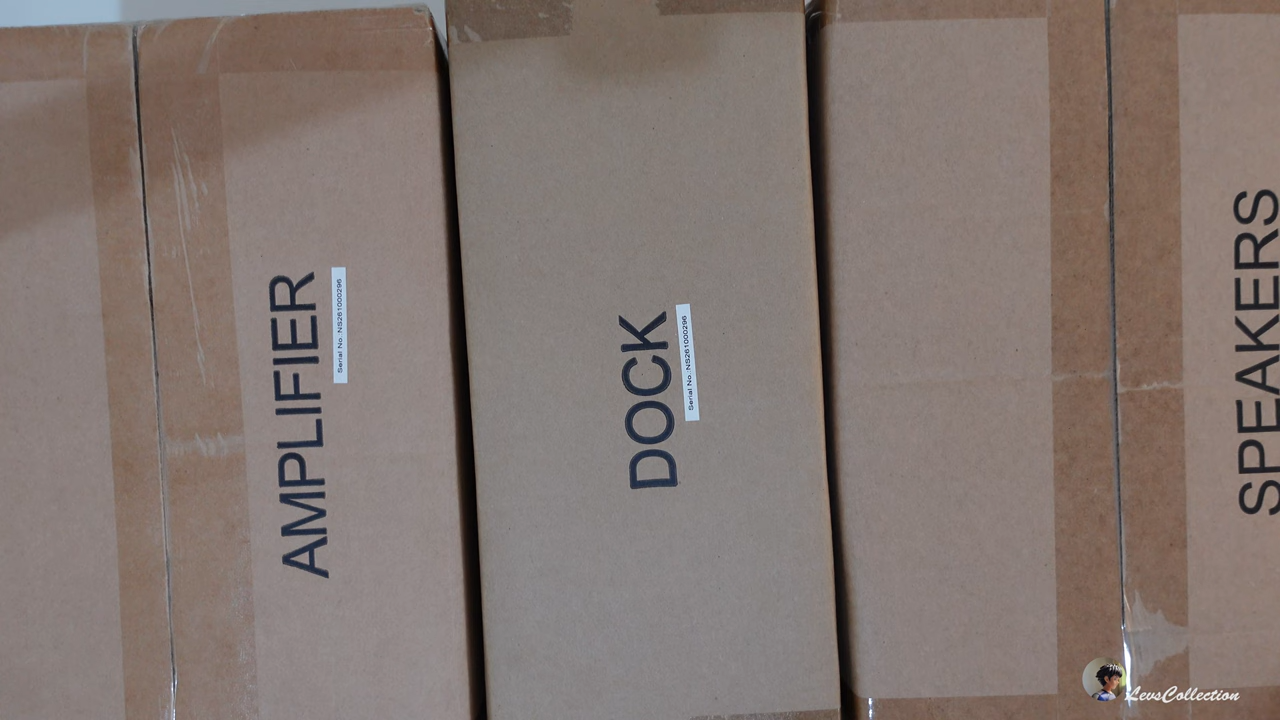 AMPLIFIER
Serial No.:NS261000296
DOCK
Serial No.:NS261000296
SPEAKERS
LevsCollection